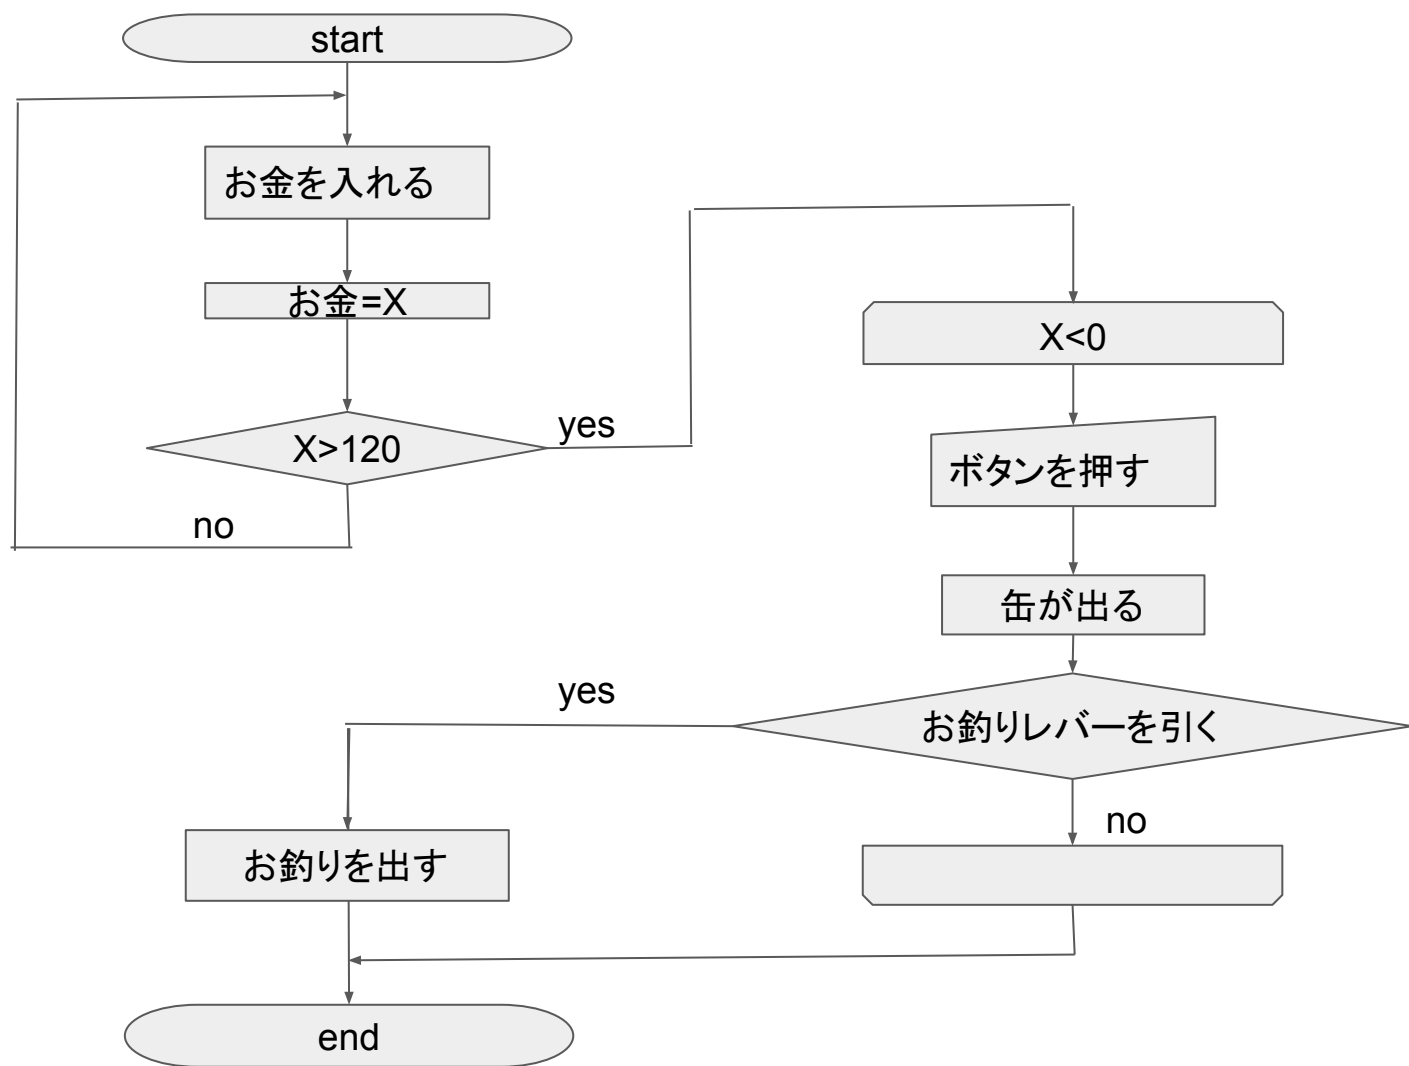 start
お金を入れる
お金=X
X>120
yes
no
X<0
ボタンを押す
缶が出る
お釣りレバーを引く
yes
no
お釣りを出す
end